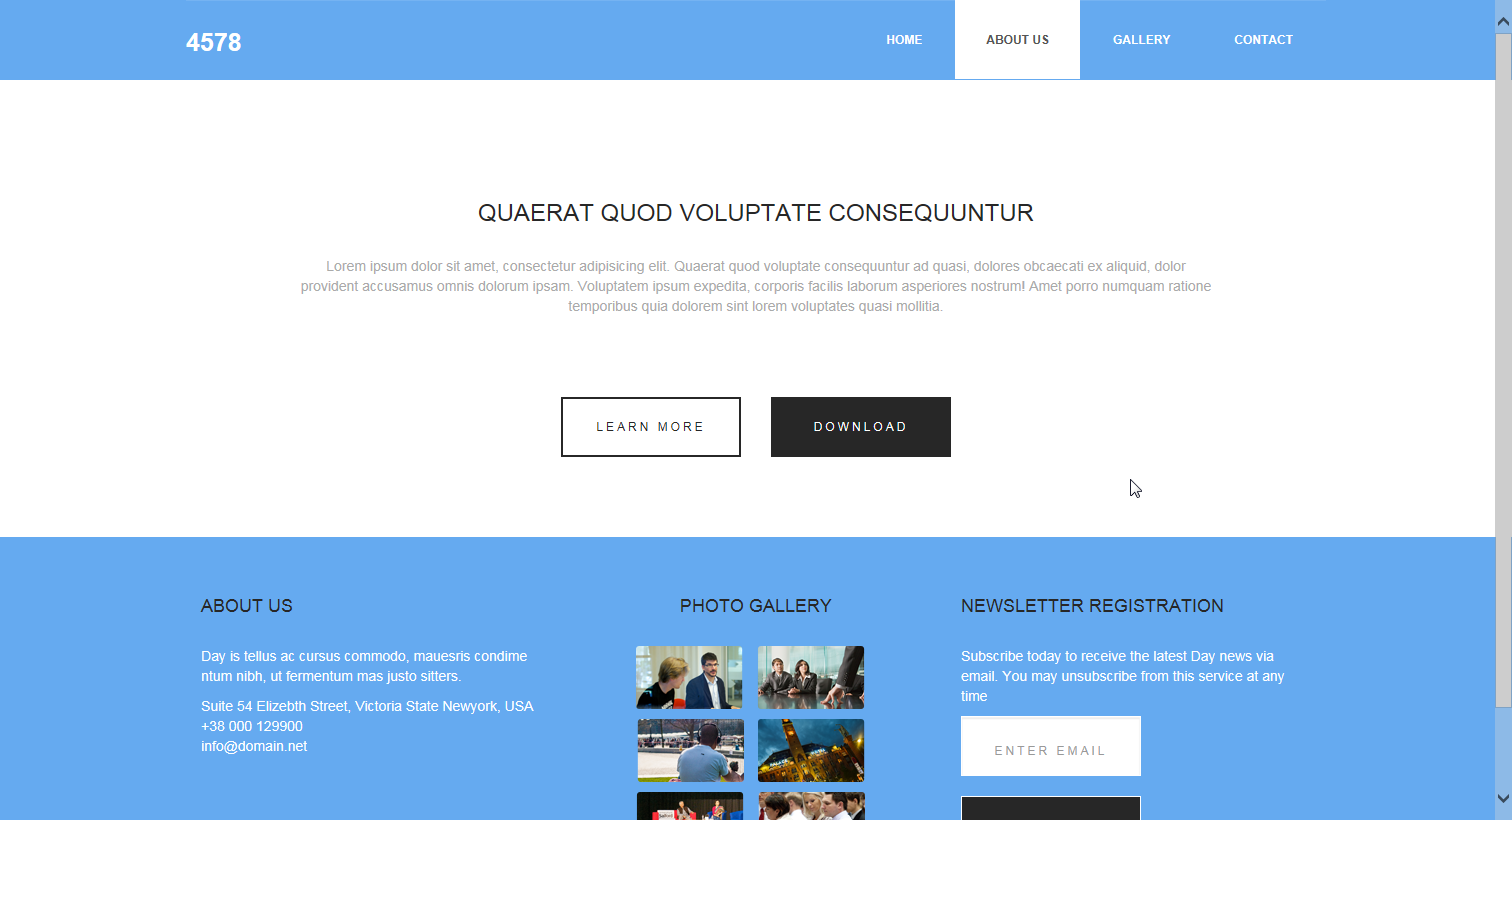 4578
HOME
ABOUT US
GALLERY
CONTACT
QUAERAT QUOD VOLUPTATE CONSEQUUNTUR
Lorem ipsum dolor sit amet, consectetur adipisicing elit. Quaerat quod voluptate consequuntur ad quasi, dolores obcaecati ex aliquid, dolor
provident accusamus omnis dolorum ipsam. Voluptatem ipsum expedita, corporis facilis laborum asperiores nostrum! Amet porro numquam ratione
temporibus quia dolorem sint lorem voluptates quasi mollitia.
LEARN MORE
DOWNLOAD
ABOUT US
Day is tellus ac cursus commodo, mauesris condime
ntum nibh, ut fermentum mas justo sitters.
Suite 54 Elizebth Street, Victoria State Newyork, USA
+38 000 129900
info@domain.net
PHOTO GALLERY
NEWSLETTER REGISTRATION
Subscribe today to receive the latest Day news via
email. You may unsubscribe from this service at any
time
ENTER EMAIL